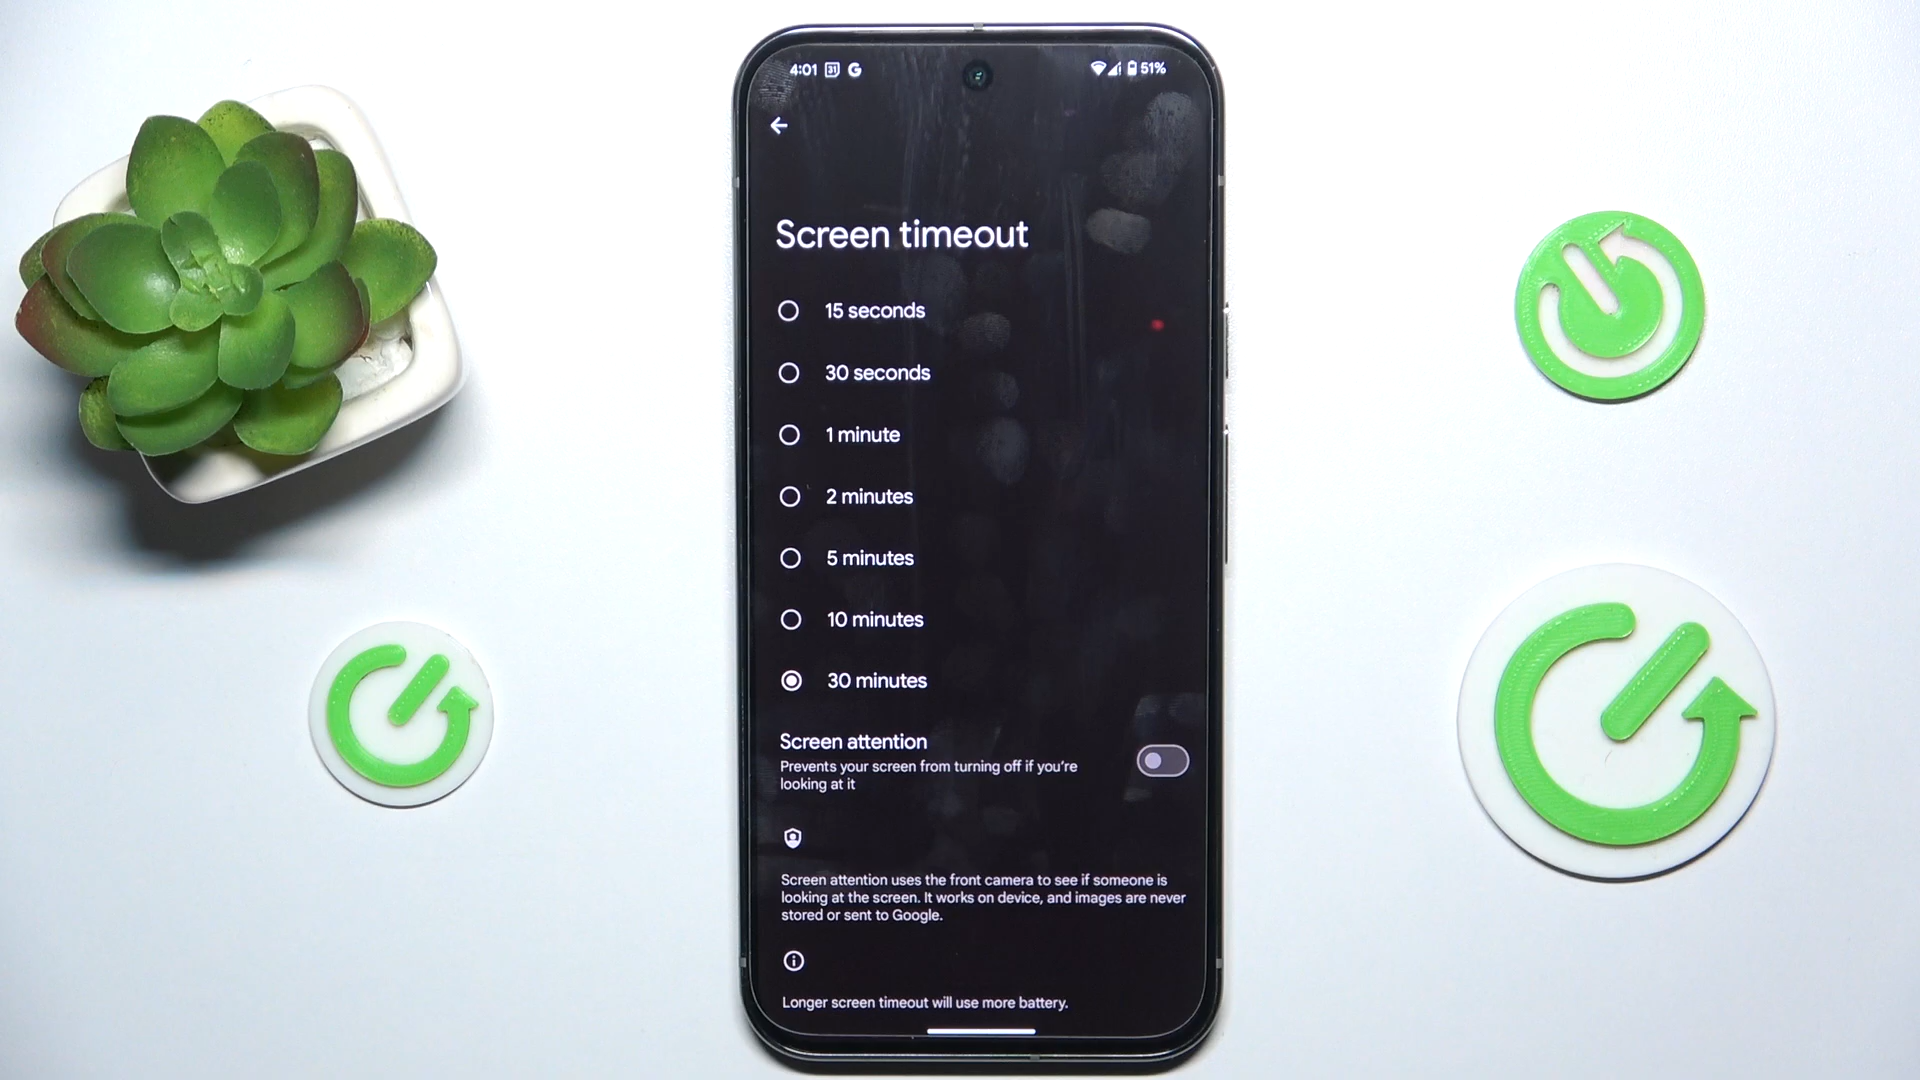 4:01 31 G 51%
Screen timeout
15 seconds
30 seconds
1 minute
2 minutes
5 minutes
10 minutes
30 minutes
Screen attention
Prevents your screen from turning off if you're
looking at it
Screen attention uses the front camera to see if someone is
looking at the screen. It works on device, and images are never
stored or sent to Google.
Longer screen timeout will use more battery.